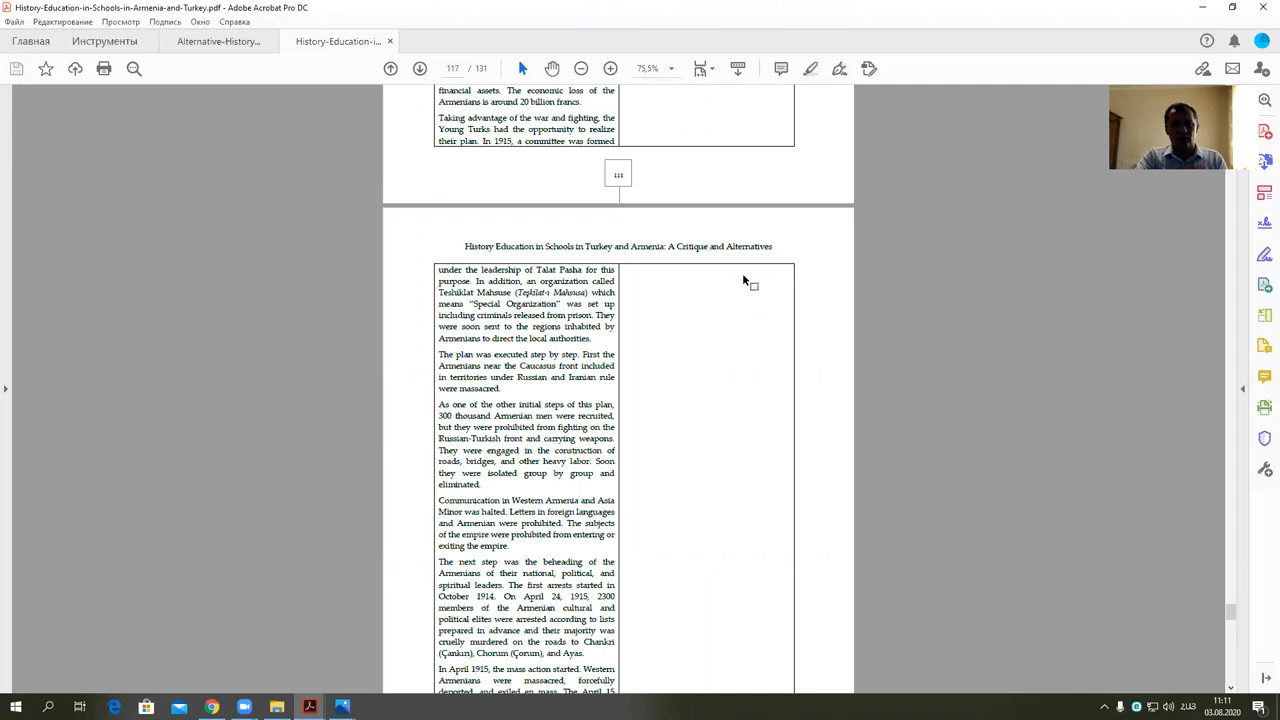 History-Education-in-Schools-in-Armenia-and-Turkey.pdf - Adobe Acrobat Pro DC
Файл Редактирование Просмотр Подпись Окно Справка
Главная Инструменты Alternative-History... History-Education-i...
117 / 131 75,5%
financial assets. The economic loss of the
Armenians is around 20 billion francs.
Taking advantage of the war and fighting, the
Young Turks had the opportunity to realize
their plan. In 1915, a committee was formed
111
History Education in Schools in Turkey and Armenia: A Critique and Alternatives
under the leadership of Talat Pasha for this
purpose. In addition, an organization called
Teshkilat Mahsuse (Teşkilat-ı Mahsusa) which
means “Special Organization” was set up
including criminals released from prison. They
were soon sent to the regions inhabited by
Armenians to direct the local authorities.
The plan was executed step by step. First the
Armenians near the Caucasus front included
in territories under Russian and Iranian rule
were massacred.
As one of the other initial steps of this plan,
300 thousand Armenian men were recruited,
but they were prohibited from fighting on the
Russian-Turkish front and carrying weapons.
They were engaged in the construction of
roads, bridges, and other heavy labor. Soon
they were isolated group by group and
eliminated.
Communication in Western Armenia and Asia
Minor was halted. Letters in foreign languages
and Armenian were prohibited. The subjects
of the empire were prohibited from entering or
exiting the empire.
The next step was the beheading of the
Armenians of their national, political, and
spiritual leaders. The first arrests started in
October 1914. On April 24, 1915, 2300
members of the Armenian cultural and
political elites were arrested according to lists
prepared in advance and their majority was
cruelly murdered on the roads to Chankri
(Çankırı), Chorum (Çorum), and Ayas.
In April 1915, the mass action started. Western
Armenians were massacred, forcefully
deported, and exiled en mass. The April 15
ՀԱՅ 11:11
03.08.2020